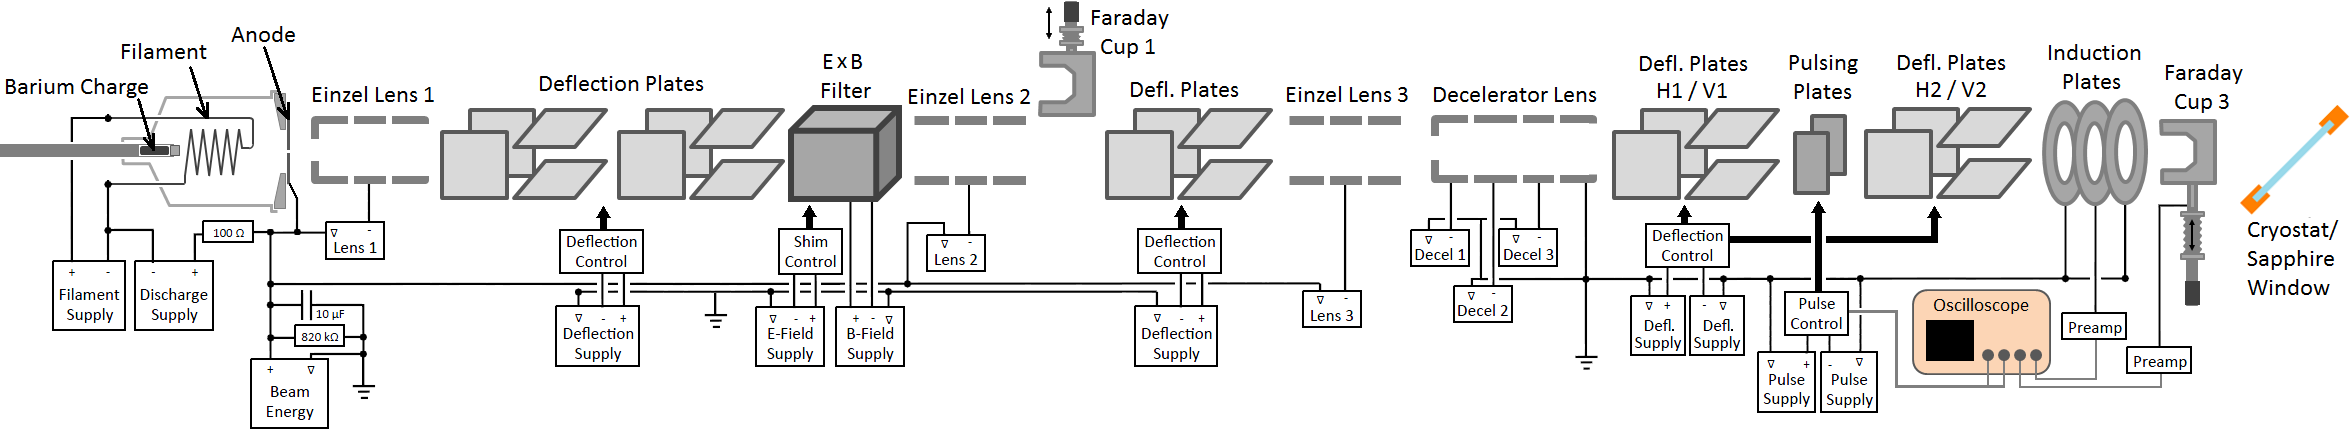 Barium Charge
Filament
Anode
Einzel Lens 1
Deflection Plates
E x B
Filter
Einzel Lens 2
Faraday
Cup 1
Defl. Plates
Einzel Lens 3
Decelerator Lens
Defl. Plates
H1 / V1
Pulsing
Plates
Defl. Plates
H2 / V2
Induction
Plates
Faraday
Cup 3
Cryostat/
Sapphire
Window
100 Ω
∇ -
Lens 1
+ -
Filament
Supply
- +
Discharge
Supply
10 µF
820 kΩ
+ ∇
Beam
Energy
Deflection
Control
∇ - +
Deflection
Supply
Shim
Control
∇ - +
E-Field
Supply
+ - ∇
B-Field
Supply
∇ -
Lens 2
Deflection
Control
∇ - +
Deflection
Supply
∇ -
Lens 3
∇ -
Decel 1
∇ -
Decel 2
∇ -
Decel 3
Deflection
Control
∇ +
Defl.
Supply
- ∇
Defl.
Supply
Pulse
Control
∇ +
Pulse
Supply
- ∇
Pulse
Supply
Oscilloscope
Preamp
Preamp